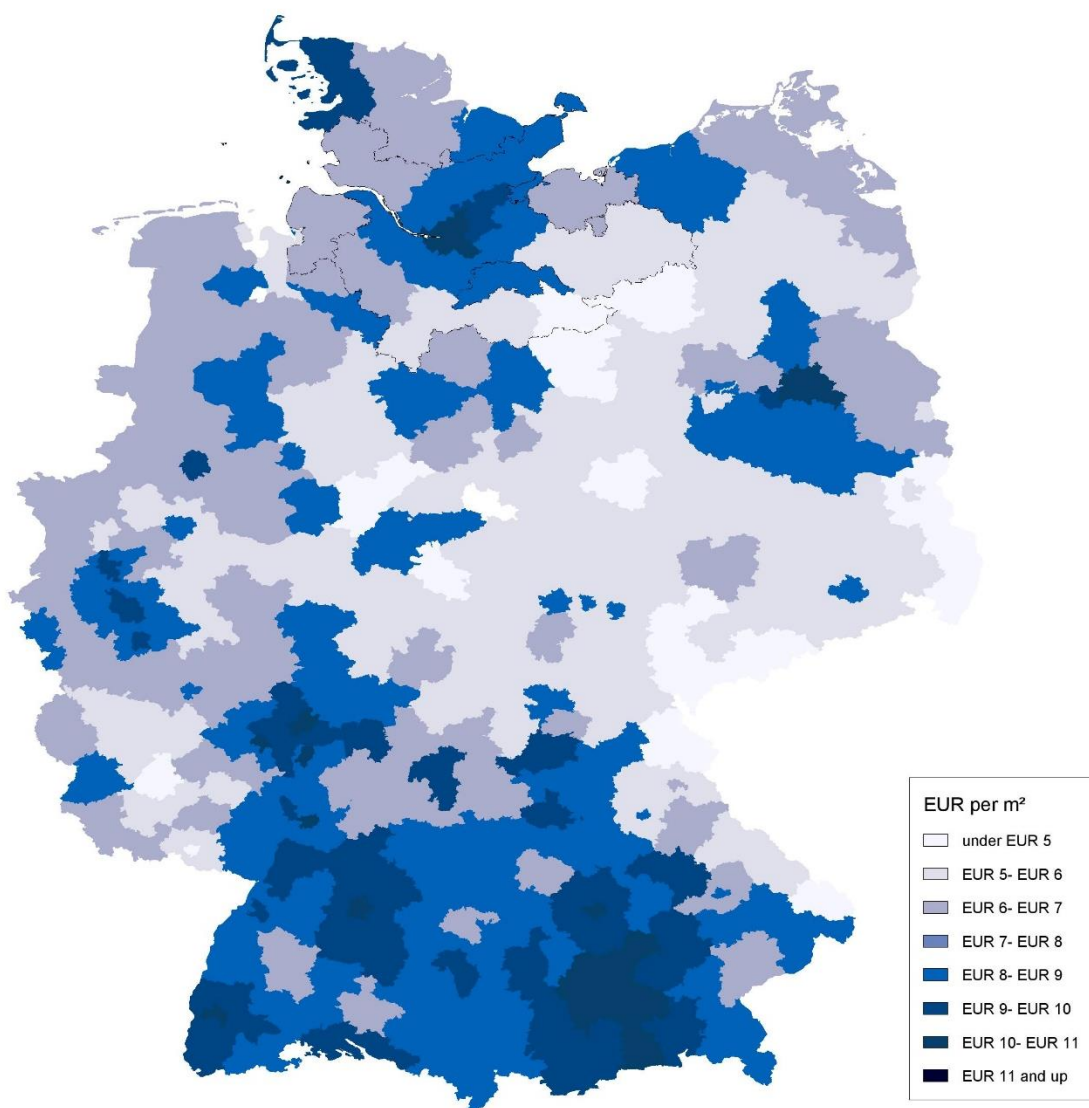 EUR per m²
under EUR 5
EUR 5- EUR 6
EUR 6- EUR 7
EUR 7- EUR 8
EUR 8- EUR 9
EUR 9- EUR 10
EUR 10- EUR 11
EUR 11 and up